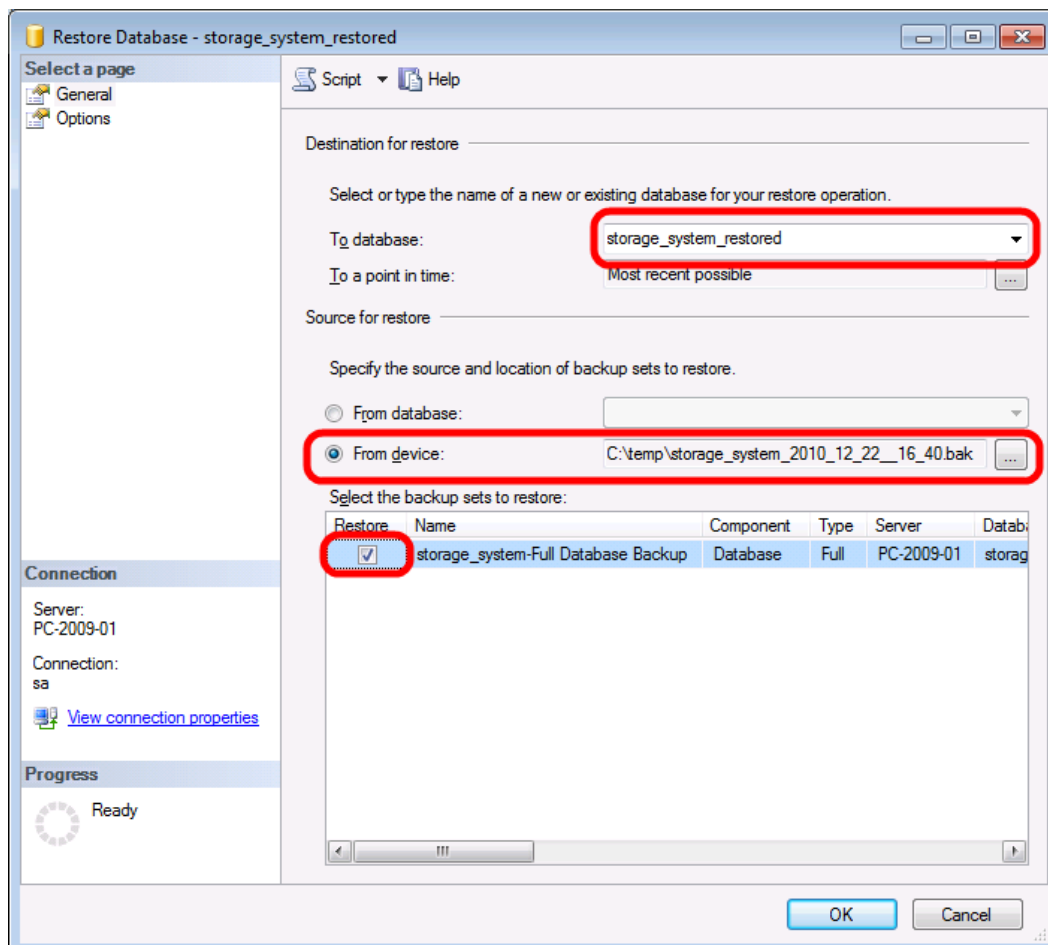 Restore Database - storage_system_restored
Select a page
General
Options
Script
Help
Destination for restore
Select or type the name of a new or existing database for your restore operation.
To database:
storage_system_restored
To a point in time:
Most recent possible
...
Source for restore
Specify the source and location of backup sets to restore.
From database:
From device:
C:\temp\storage_system_2010_12_22__16_40.bak
...
Select the backup sets to restore:
Restore Name Component Type Server Datab
storage_system-Full Database Backup Database Full PC-2009-01 storag
Connection
Server:
PC-2009-01
Connection:
sa
View connection properties
Progress
Ready
OK
Cancel